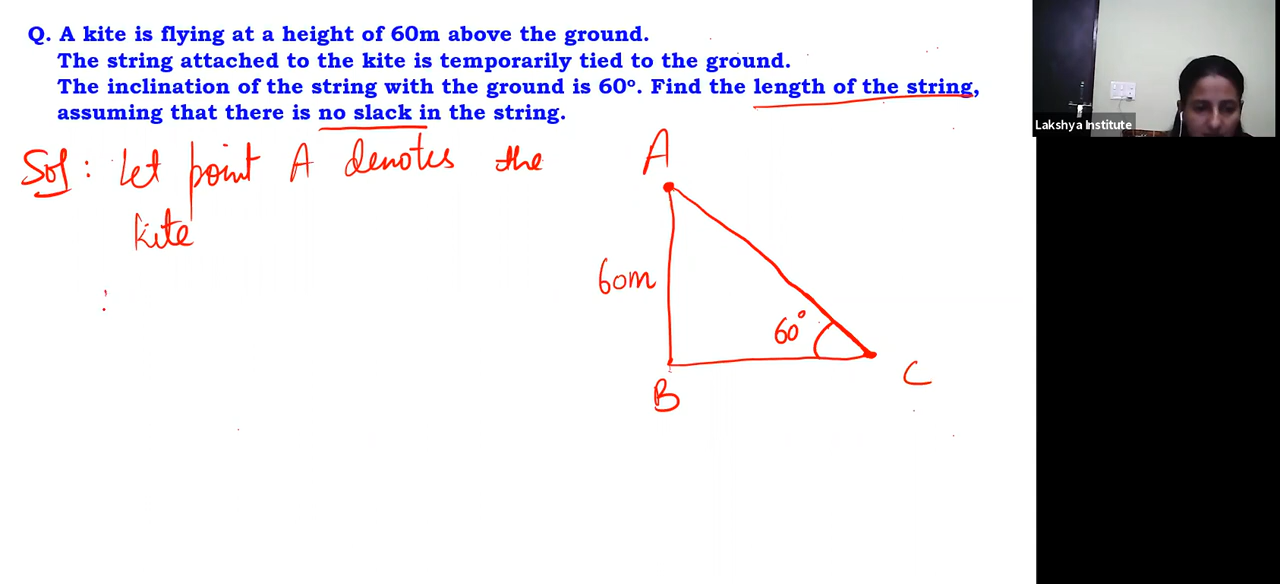 Q. A kite is flying at a height of 60m above the ground.
The string attached to the kite is temporarily tied to the ground.
The inclination of the string with the ground is 60°. Find the length of the string,
assuming that there is no slack in the string.
Sol: Let point A denotes the
kite
:
A
60m
60°
B
C
Lakshya Institute